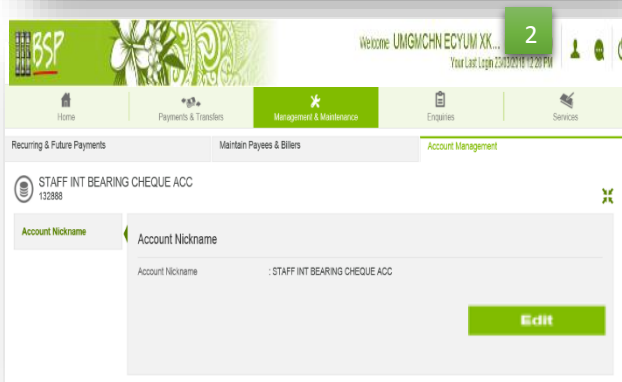 BSP
Welcome UMGMCHN ECYUM XK...
2
Your Last Login 23/03/2018 12:28 PM
Home
Payments & Transfers
Management & Maintenance
Enquiries
Services
Recurring & Future Payments
Maintain Payees & Billers
Account Management
STAFF INT BEARING CHEQUE ACC
132888
Account Nickname
Account Nickname
Account Nickname : STAFF INT BEARING CHEQUE ACC
Edit